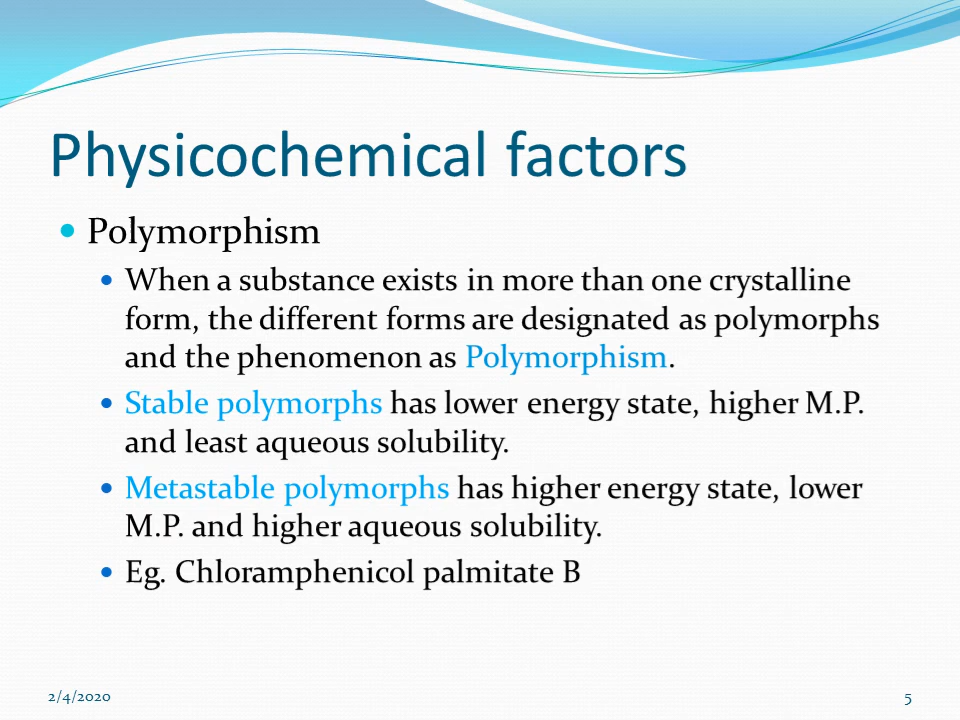 Physicochemical factors
Polymorphism
When a substance exists in more than one crystalline
form, the different forms are designated as polymorphs
and the phenomenon as Polymorphism.
Stable polymorphs has lower energy state, higher M.P.
and least aqueous solubility.
Metastable polymorphs has higher energy state, lower
M.P. and higher aqueous solubility.
Eg. Chloramphenicol palmitate B
2/4/2020
5